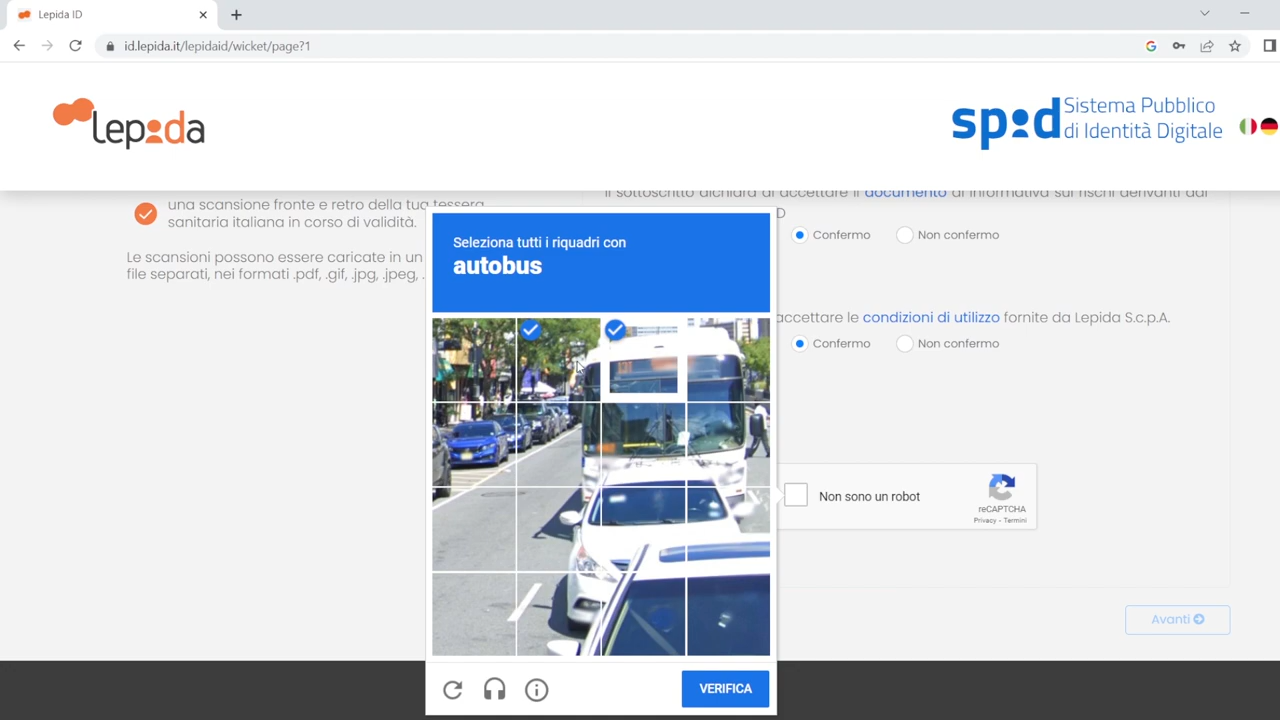 Lepida ID
id.lepida.it/lepidaid/wicket/page?1
lepida
spid Sistema Pubblico
di Identità Digitale
una scansione fronte e retro della tua tessera
sanitaria italiana in corso di validità.
Le scansioni possono essere caricate in un
file separati, nei formati .pdf, .gif, .jpg, .jpeg, .
Il sottoscritto dichiara di accettare il documento di informativa sui rischi derivanti dal
D
Confermo Non confermo
accettare le condizioni di utilizzo fornite da Lepida S.c.p.A.
Confermo Non confermo
Seleziona tutti i riquadri con
autobus
Non sono un robot
reCAPTCHA
Privacy - Termini
Avanti
VERIFICA